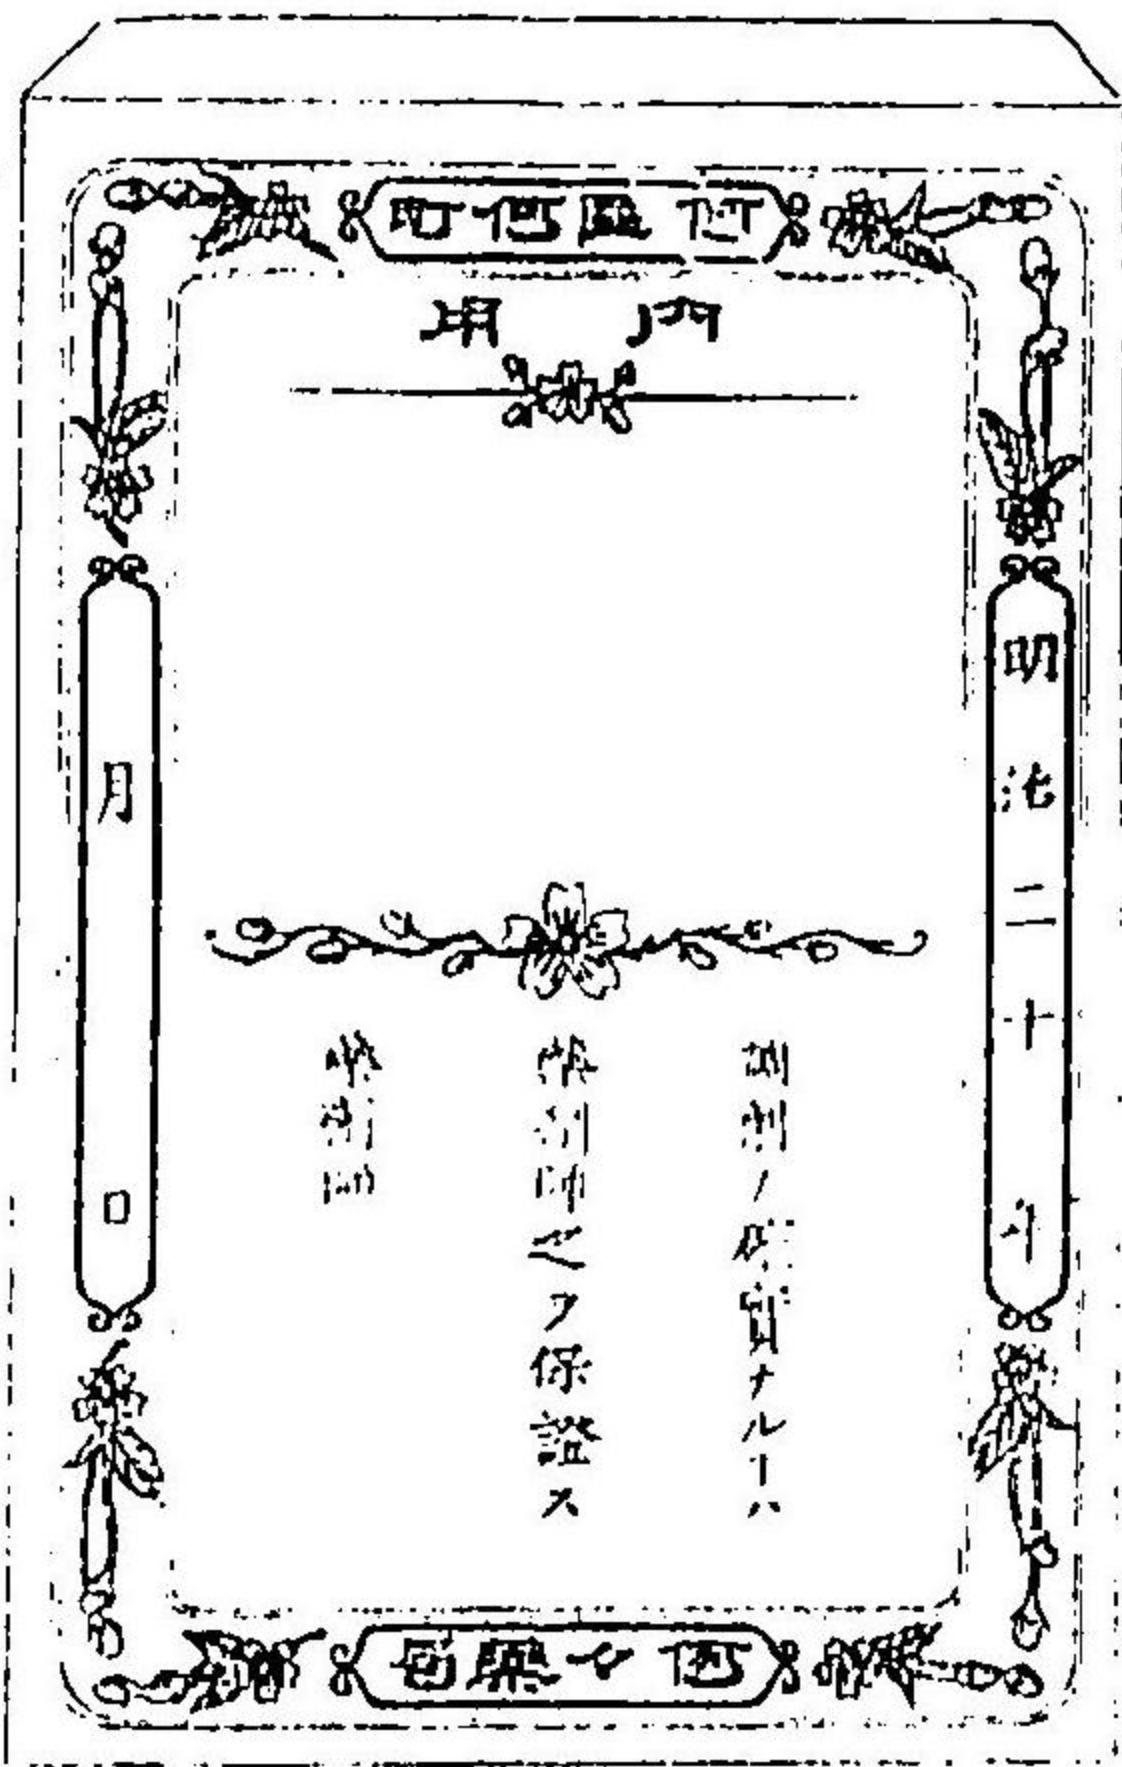 何區何町
內用
明治二十年
調劑ノ確實ナルヿハ
藥劑師之ヲ保證ス
藥劑師
月日
何々藥局